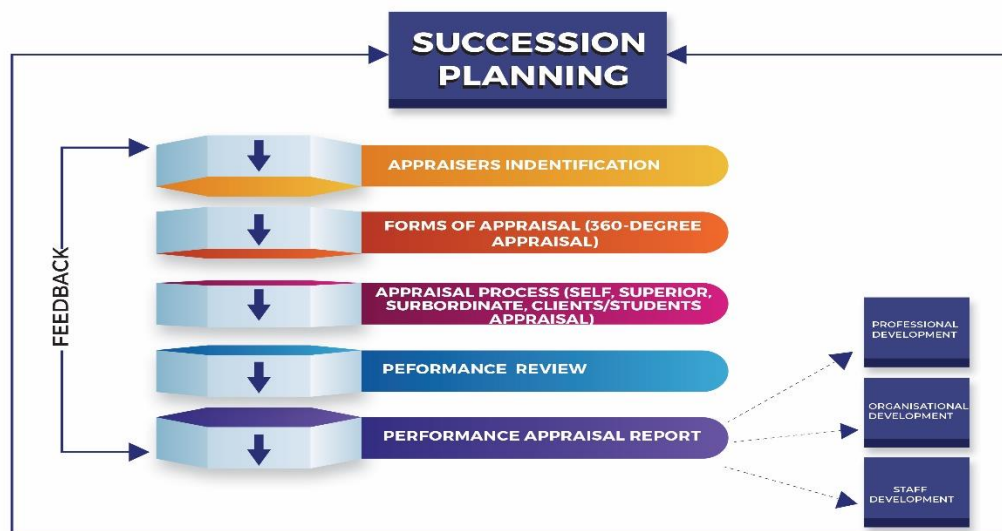 SUCCESSION
PLANNING
FEEDBACK
APPRAISERS INDENTIFICATION
FORMS OF APPRAISAL (360-DEGREE
APPRAISAL)
APPRAISAL PROCESS (SELF, SUPERIOR,
SURBORDINATE, CLIENTS/STUDENTS
APPRAISAL)
PEFORMANCE REVIEW
PERFORMANCE APPRAISAL REPORT
PROFESSIONAL
DEVELOPMENT
ORGANISATIONAL
DEVELOPMENT
STAFF
DEVELOPMENT